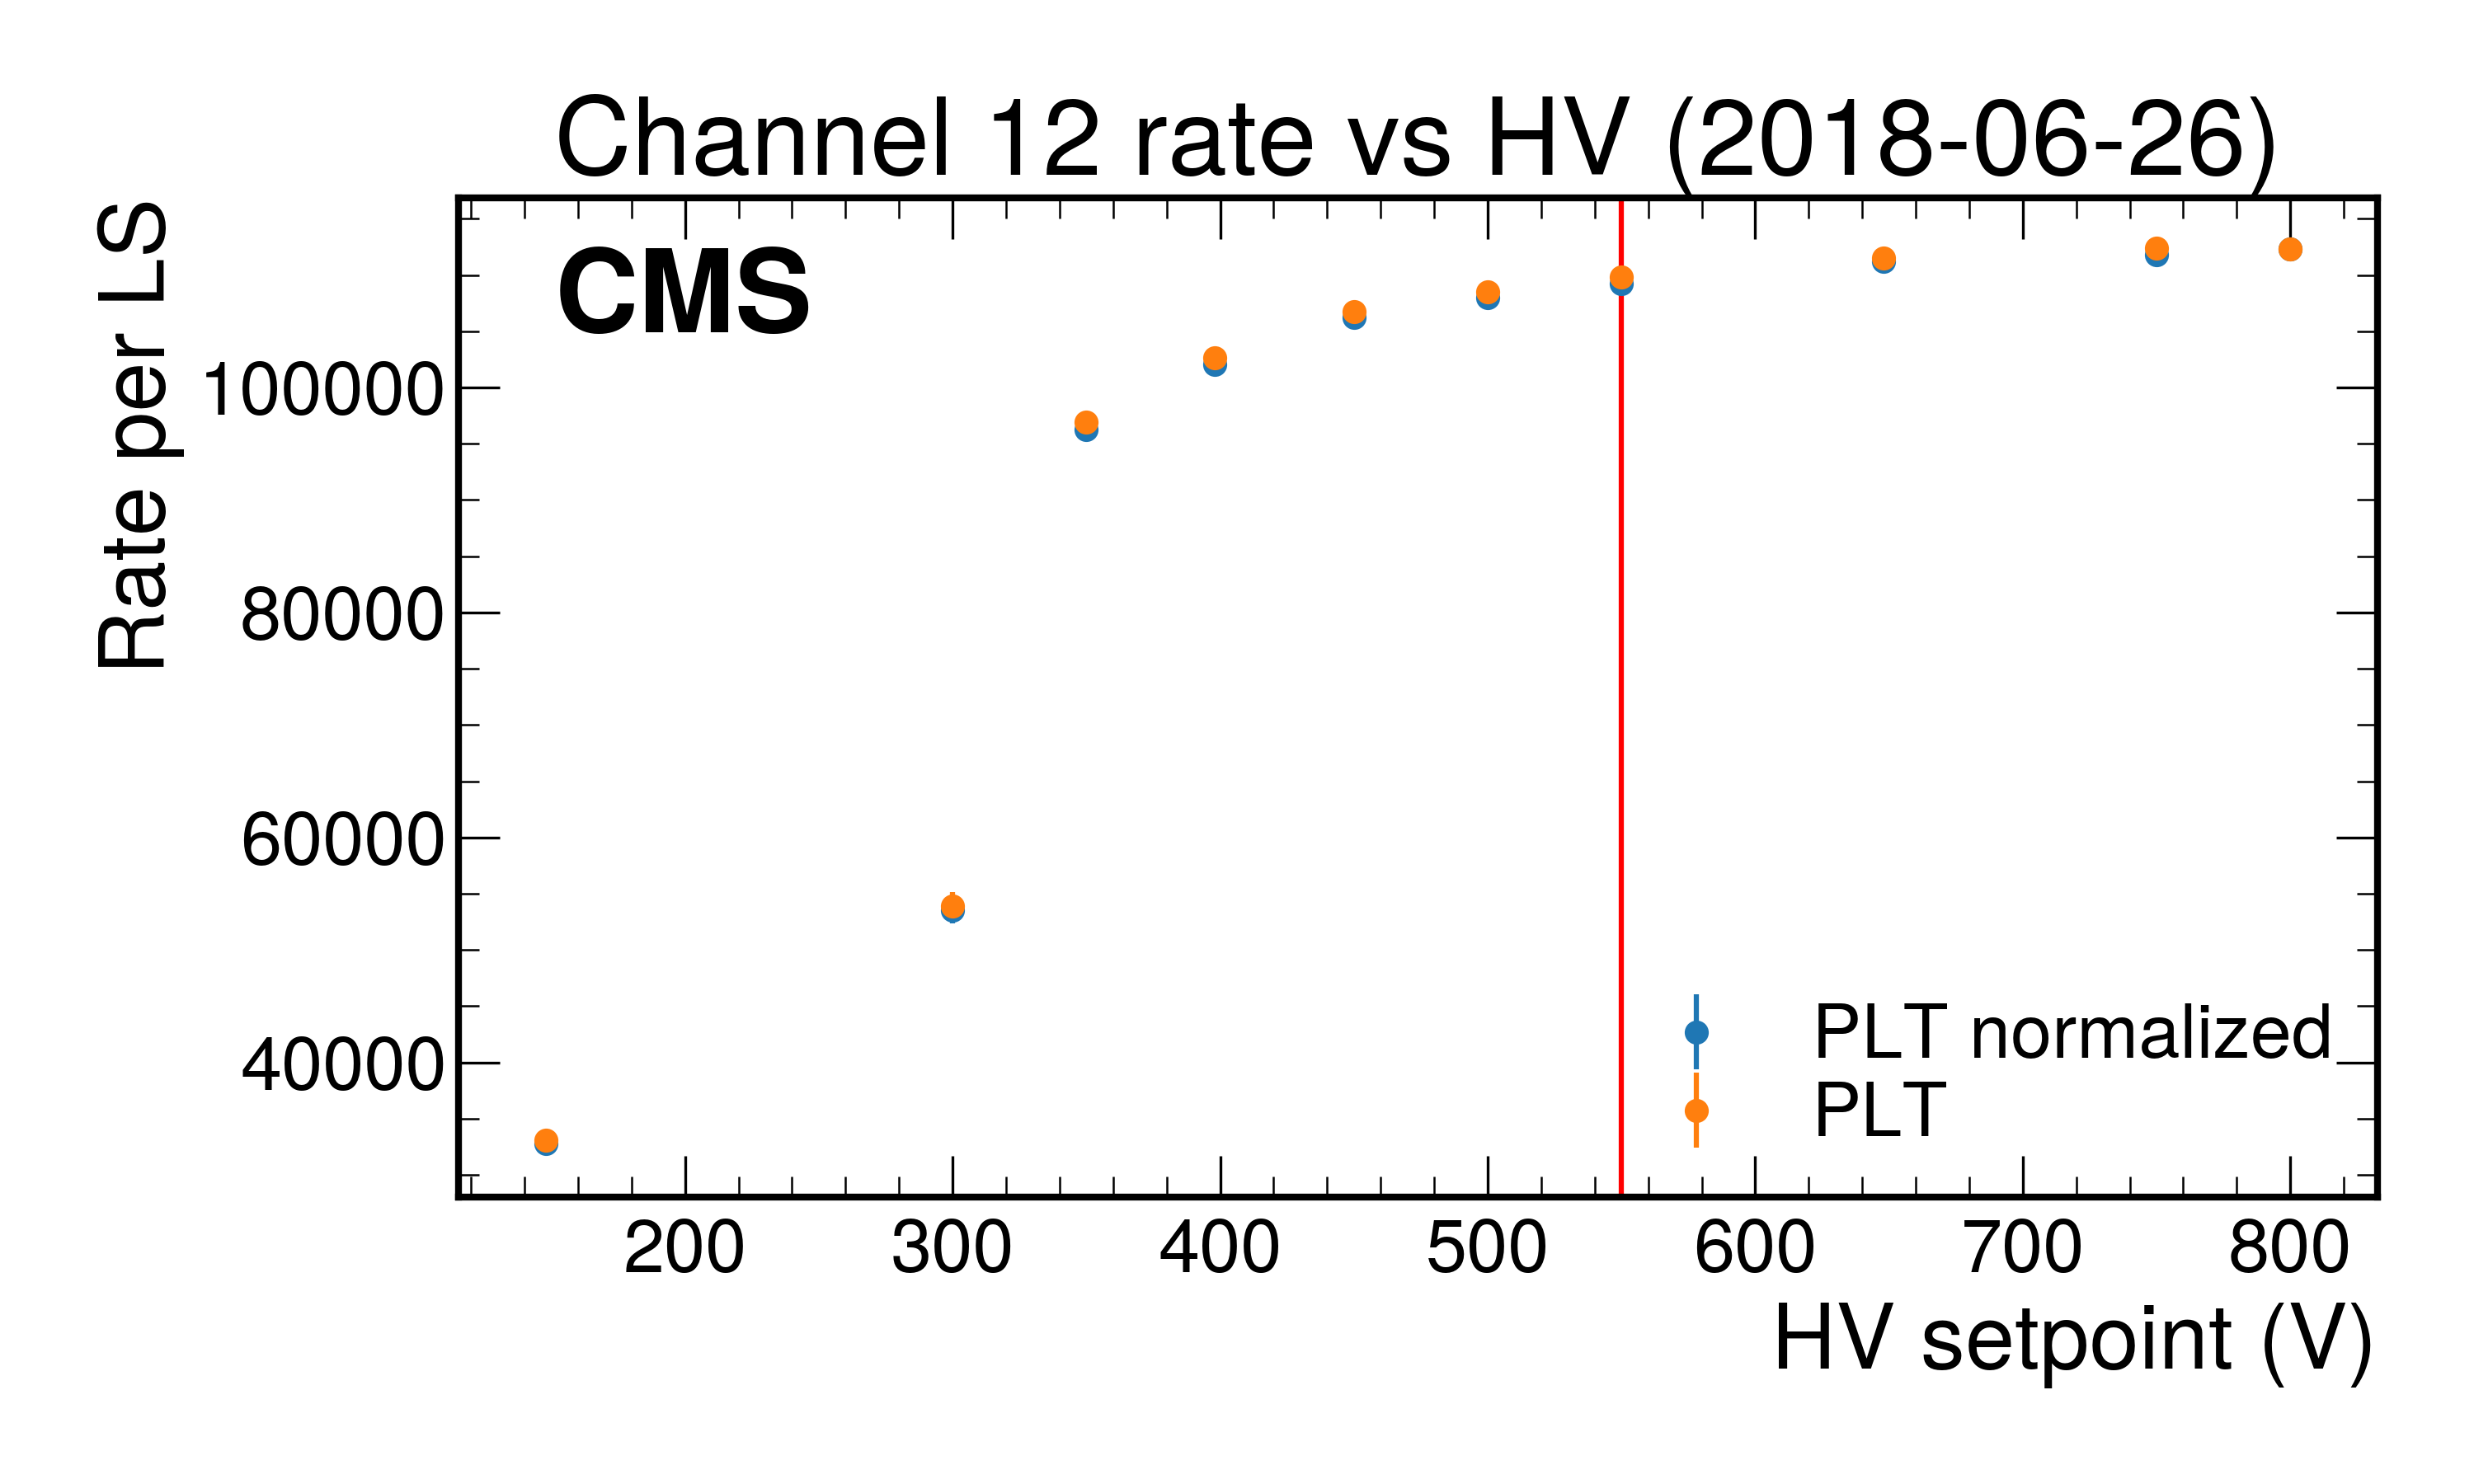 Channel 12 rate vs HV (2018-06-26)
CMS
Rate per LS
100000
80000
60000
40000
PLT normalized
PLT
200 300 400 500 600 700 800
HV setpoint (V)